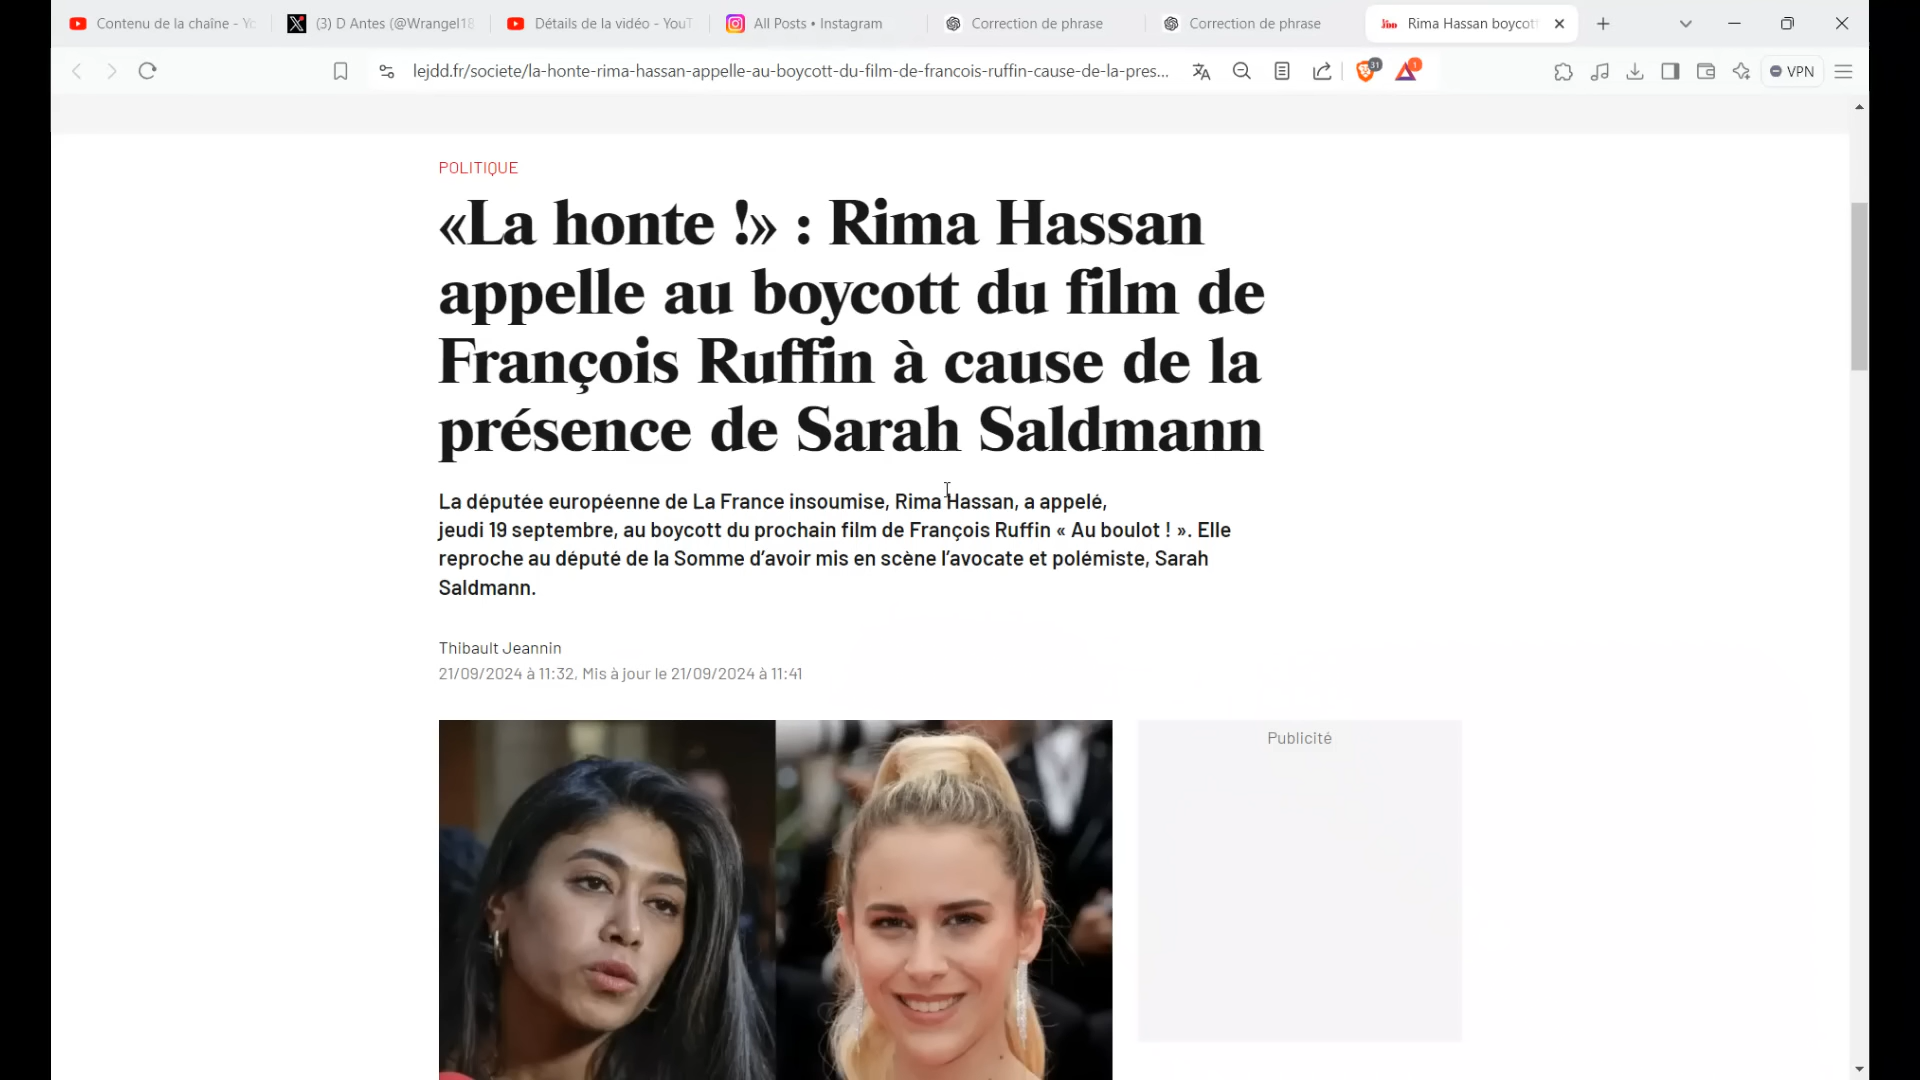 Contenu de la chaîne - Yo
(3) D Antes (@Wrangel18
Détails de la vidéo - YouT
All Posts • Instagram
Correction de phrase
Correction de phrase
Rima Hassan boycott
lejdd.fr/societe/la-honte-rima-hassan-appelle-au-boycott-du-film-de-francois-ruffin-cause-de-la-pres...
31
1
VPN
POLITIQUE
«La honte !» : Rima Hassan
appelle au boycott du film de
François Ruffin à cause de la
présence de Sarah Saldmann
La députée européenne de La France insoumise, Rima Hassan, a appelé,
jeudi 19 septembre, au boycott du prochain film de François Ruffin « Au boulot ! ». Elle
reproche au député de la Somme d’avoir mis en scène l’avocate et polémiste, Sarah
Saldmann.
Thibault Jeannin
21/09/2024 à 11:32, Mis à jour le 21/09/2024 à 11:41
Publicité